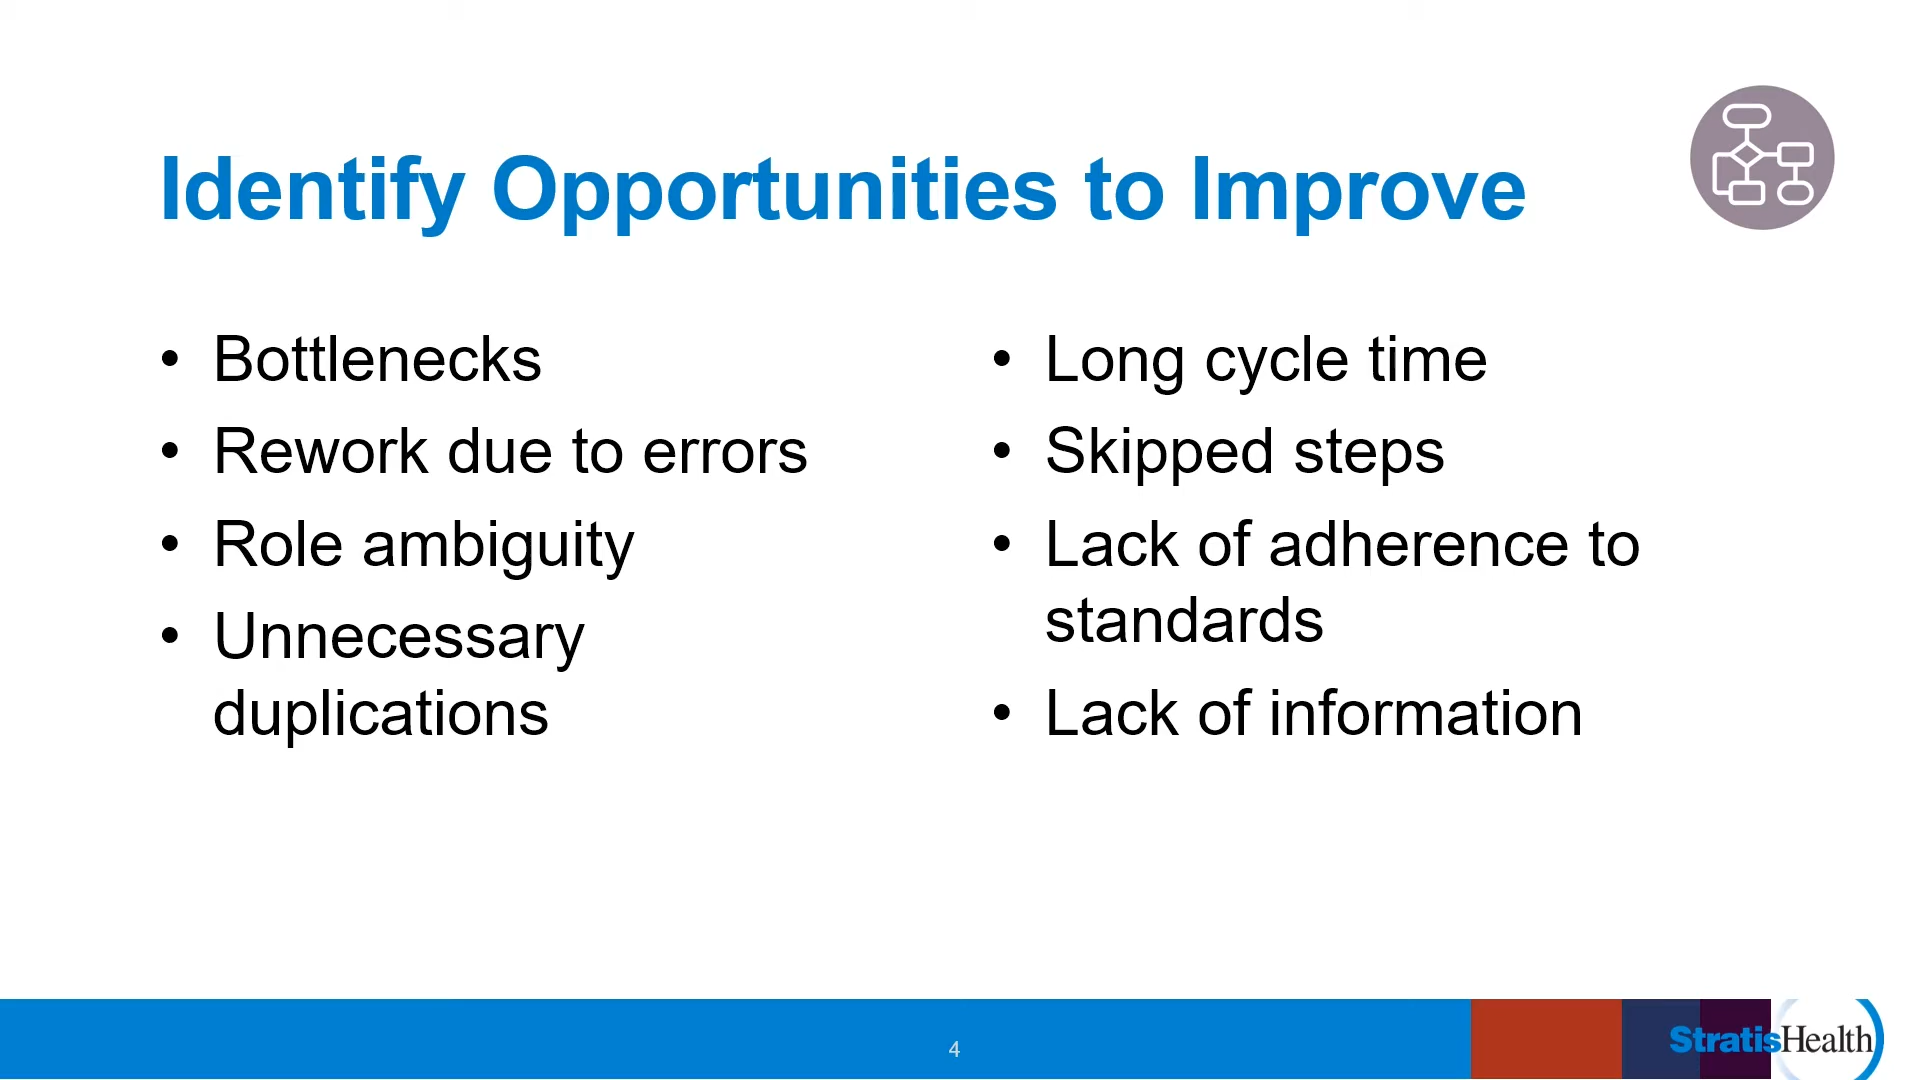 Identify Opportunities to Improve
• Bottlenecks
• Rework due to errors
• Role ambiguity
• Unnecessary
duplications
• Long cycle time
• Skipped steps
• Lack of adherence to
standards
• Lack of information
4
StratisHealth